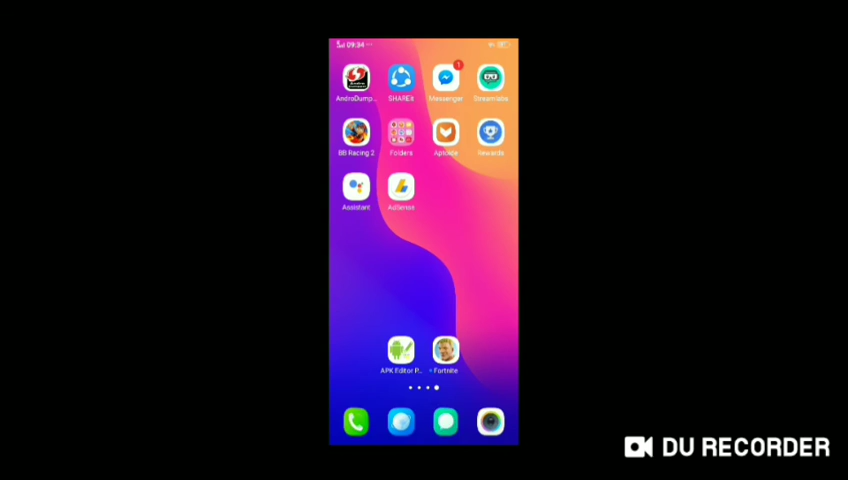 09:34
AndroDump... SHAREit Messenger Streamlabs
1
BB Racing 2 Folders Aptoide Rewards
Assistant AdSense
APK Editor P... Fortnite
DU RECORDER